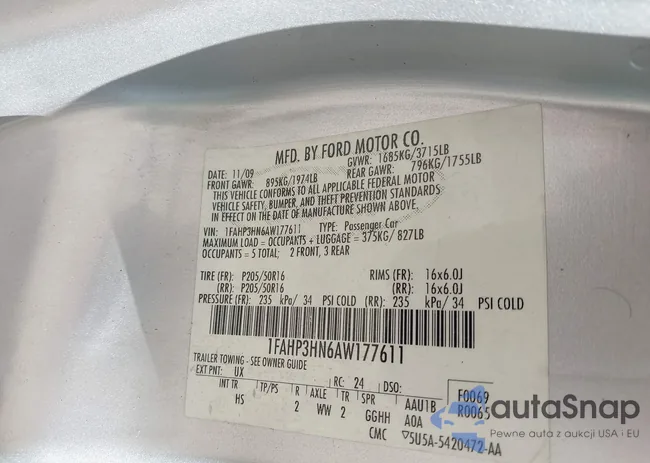 MFD. BY FORD MOTOR CO.
DATE: 11/09 GVWR: 1685KG/3715LB
FRONT GAWR: 895KG/1974LB REAR GAWR: 796KG/1755LB
THIS VEHICLE CONFORMS TO ALL APPLICABLE FEDERAL MOTOR
VEHICLE SAFETY, BUMPER, AND THEFT PREVENTION STANDARDS
IN EFFECT ON THE DATE OF MANUFACTURE SHOWN ABOVE.
VIN: 1FAHP3HN6AW177611 TYPE: Passenger Car
MAXIMUM LOAD = OCCUPANTS + LUGGAGE = 375KG/ 827LB
OCCUPANTS = 5 TOTAL; 2 FRONT, 3 REAR
TIRE (FR): P205/50R16 RIMS (FR): 16x6.0J
(RR): P205/50R16 (RR): 16x6.0J
PRESSURE (FR): 235 kPa/ 34 PSI COLD (RR): 235 kPa/ 34 PSI COLD
1FAHP3HN6AW177611
TRAILER TOWING - SEE OWNER GUIDE
EXT PNT: UX RC: 24 DSO: F0069
INT TR TP/PS R AXLE TR SPR AAU1B R0065
HS 2 WW 2 GGHH AOA
CMC 5U5A-5420472-AA
autoSnap
Pewne auta z aukcji USA i EU